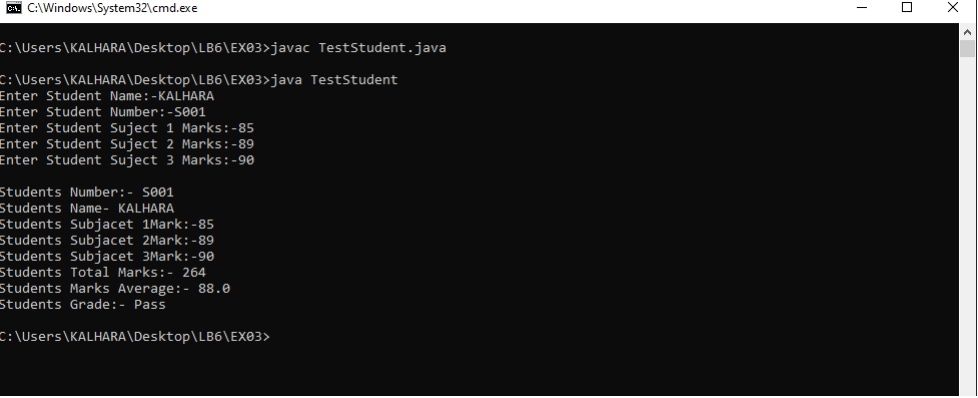 C:\Windows\System32\cmd.exe
C:\Users\KALHARA\Desktop\LB6\EX03>javac TestStudent.java
C:\Users\KALHARA\Desktop\LB6\EX03>java TestStudent
Enter Student Name:-KALHARA
Enter Student Number:-S001
Enter Student Suject 1 Marks:-85
Enter Student Suject 2 Marks:-89
Enter Student Suject 3 Marks:-90
Students Number:- S001
Students Name- KALHARA
Students Subjacet 1Mark:-85
Students Subjacet 2Mark:-89
Students Subjacet 3Mark:-90
Students Total Marks:- 264
Students Marks Average:- 88.0
Students Grade:- Pass
C:\Users\KALHARA\Desktop\LB6\EX03>